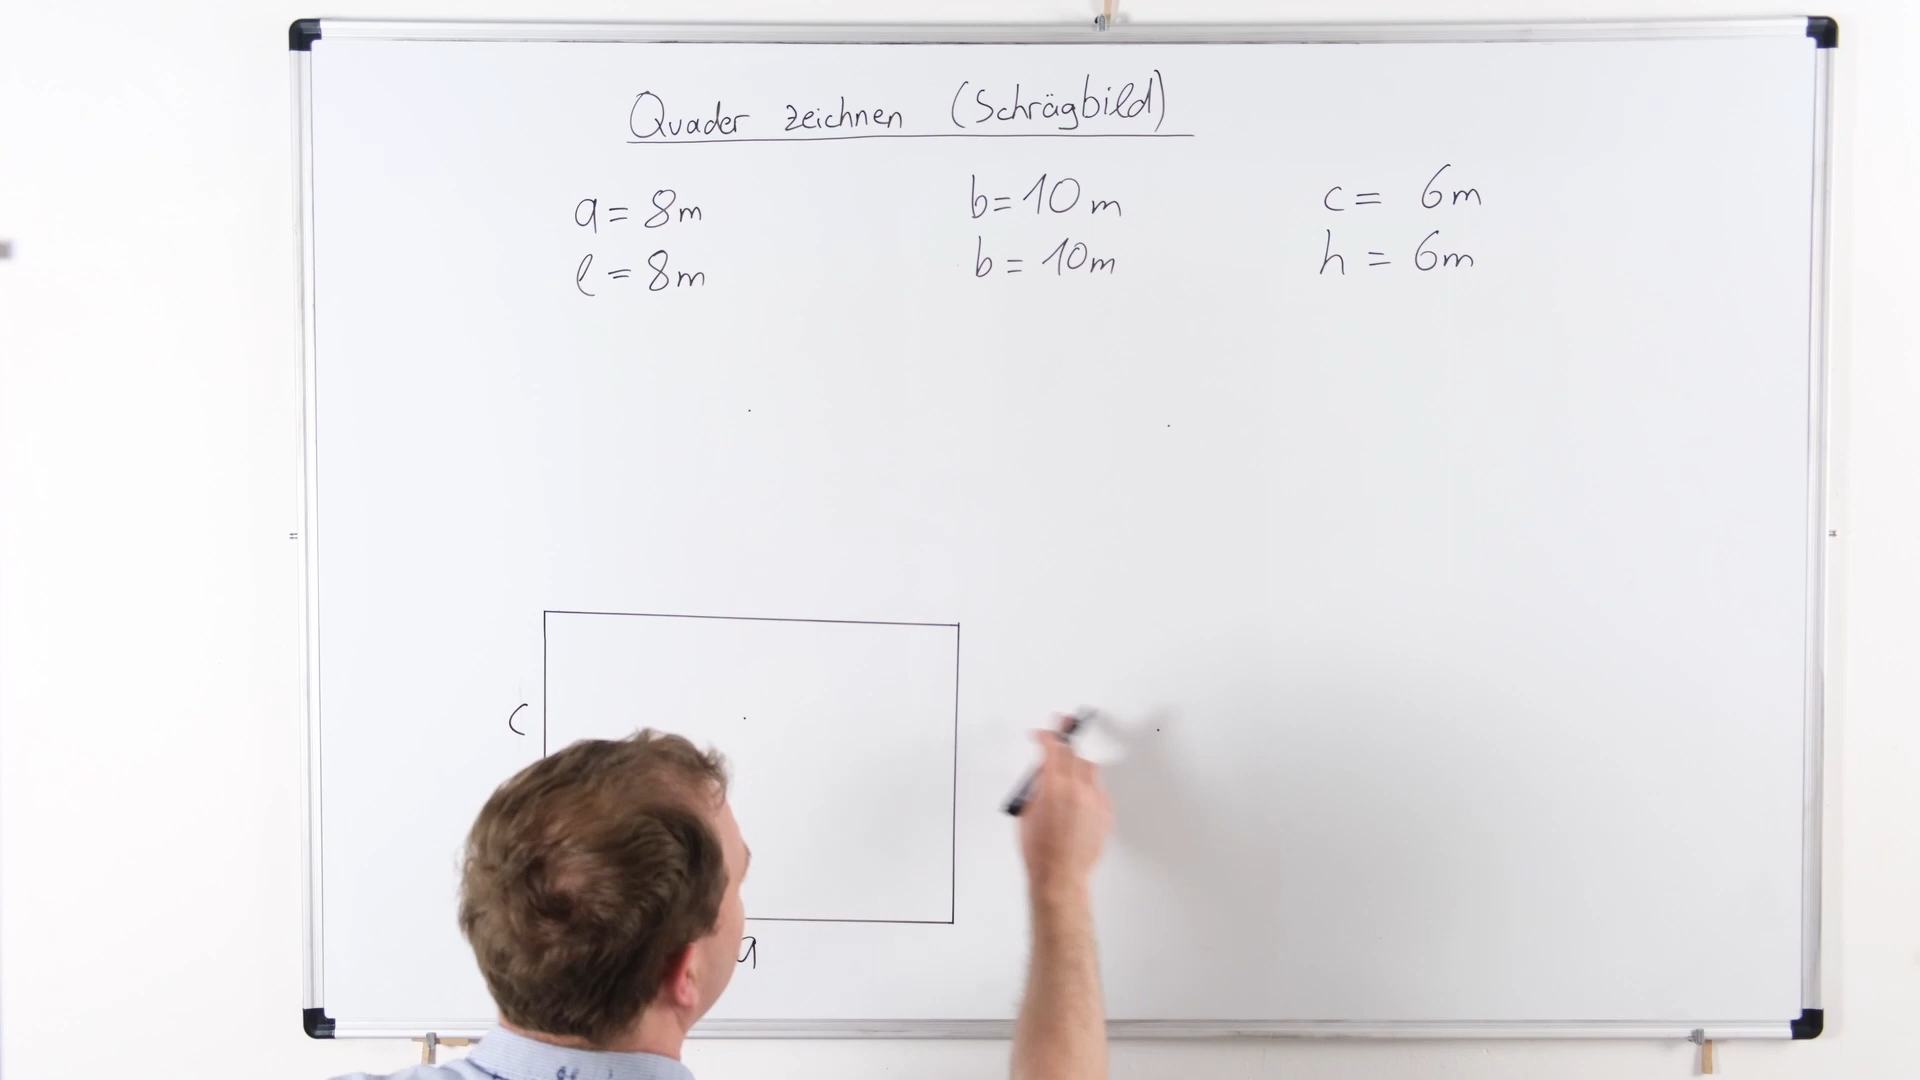 Quader zeichnen (Schrägbild)
a = 8m b = 10m c = 6m
l = 8m b = 10m h = 6m
c
a